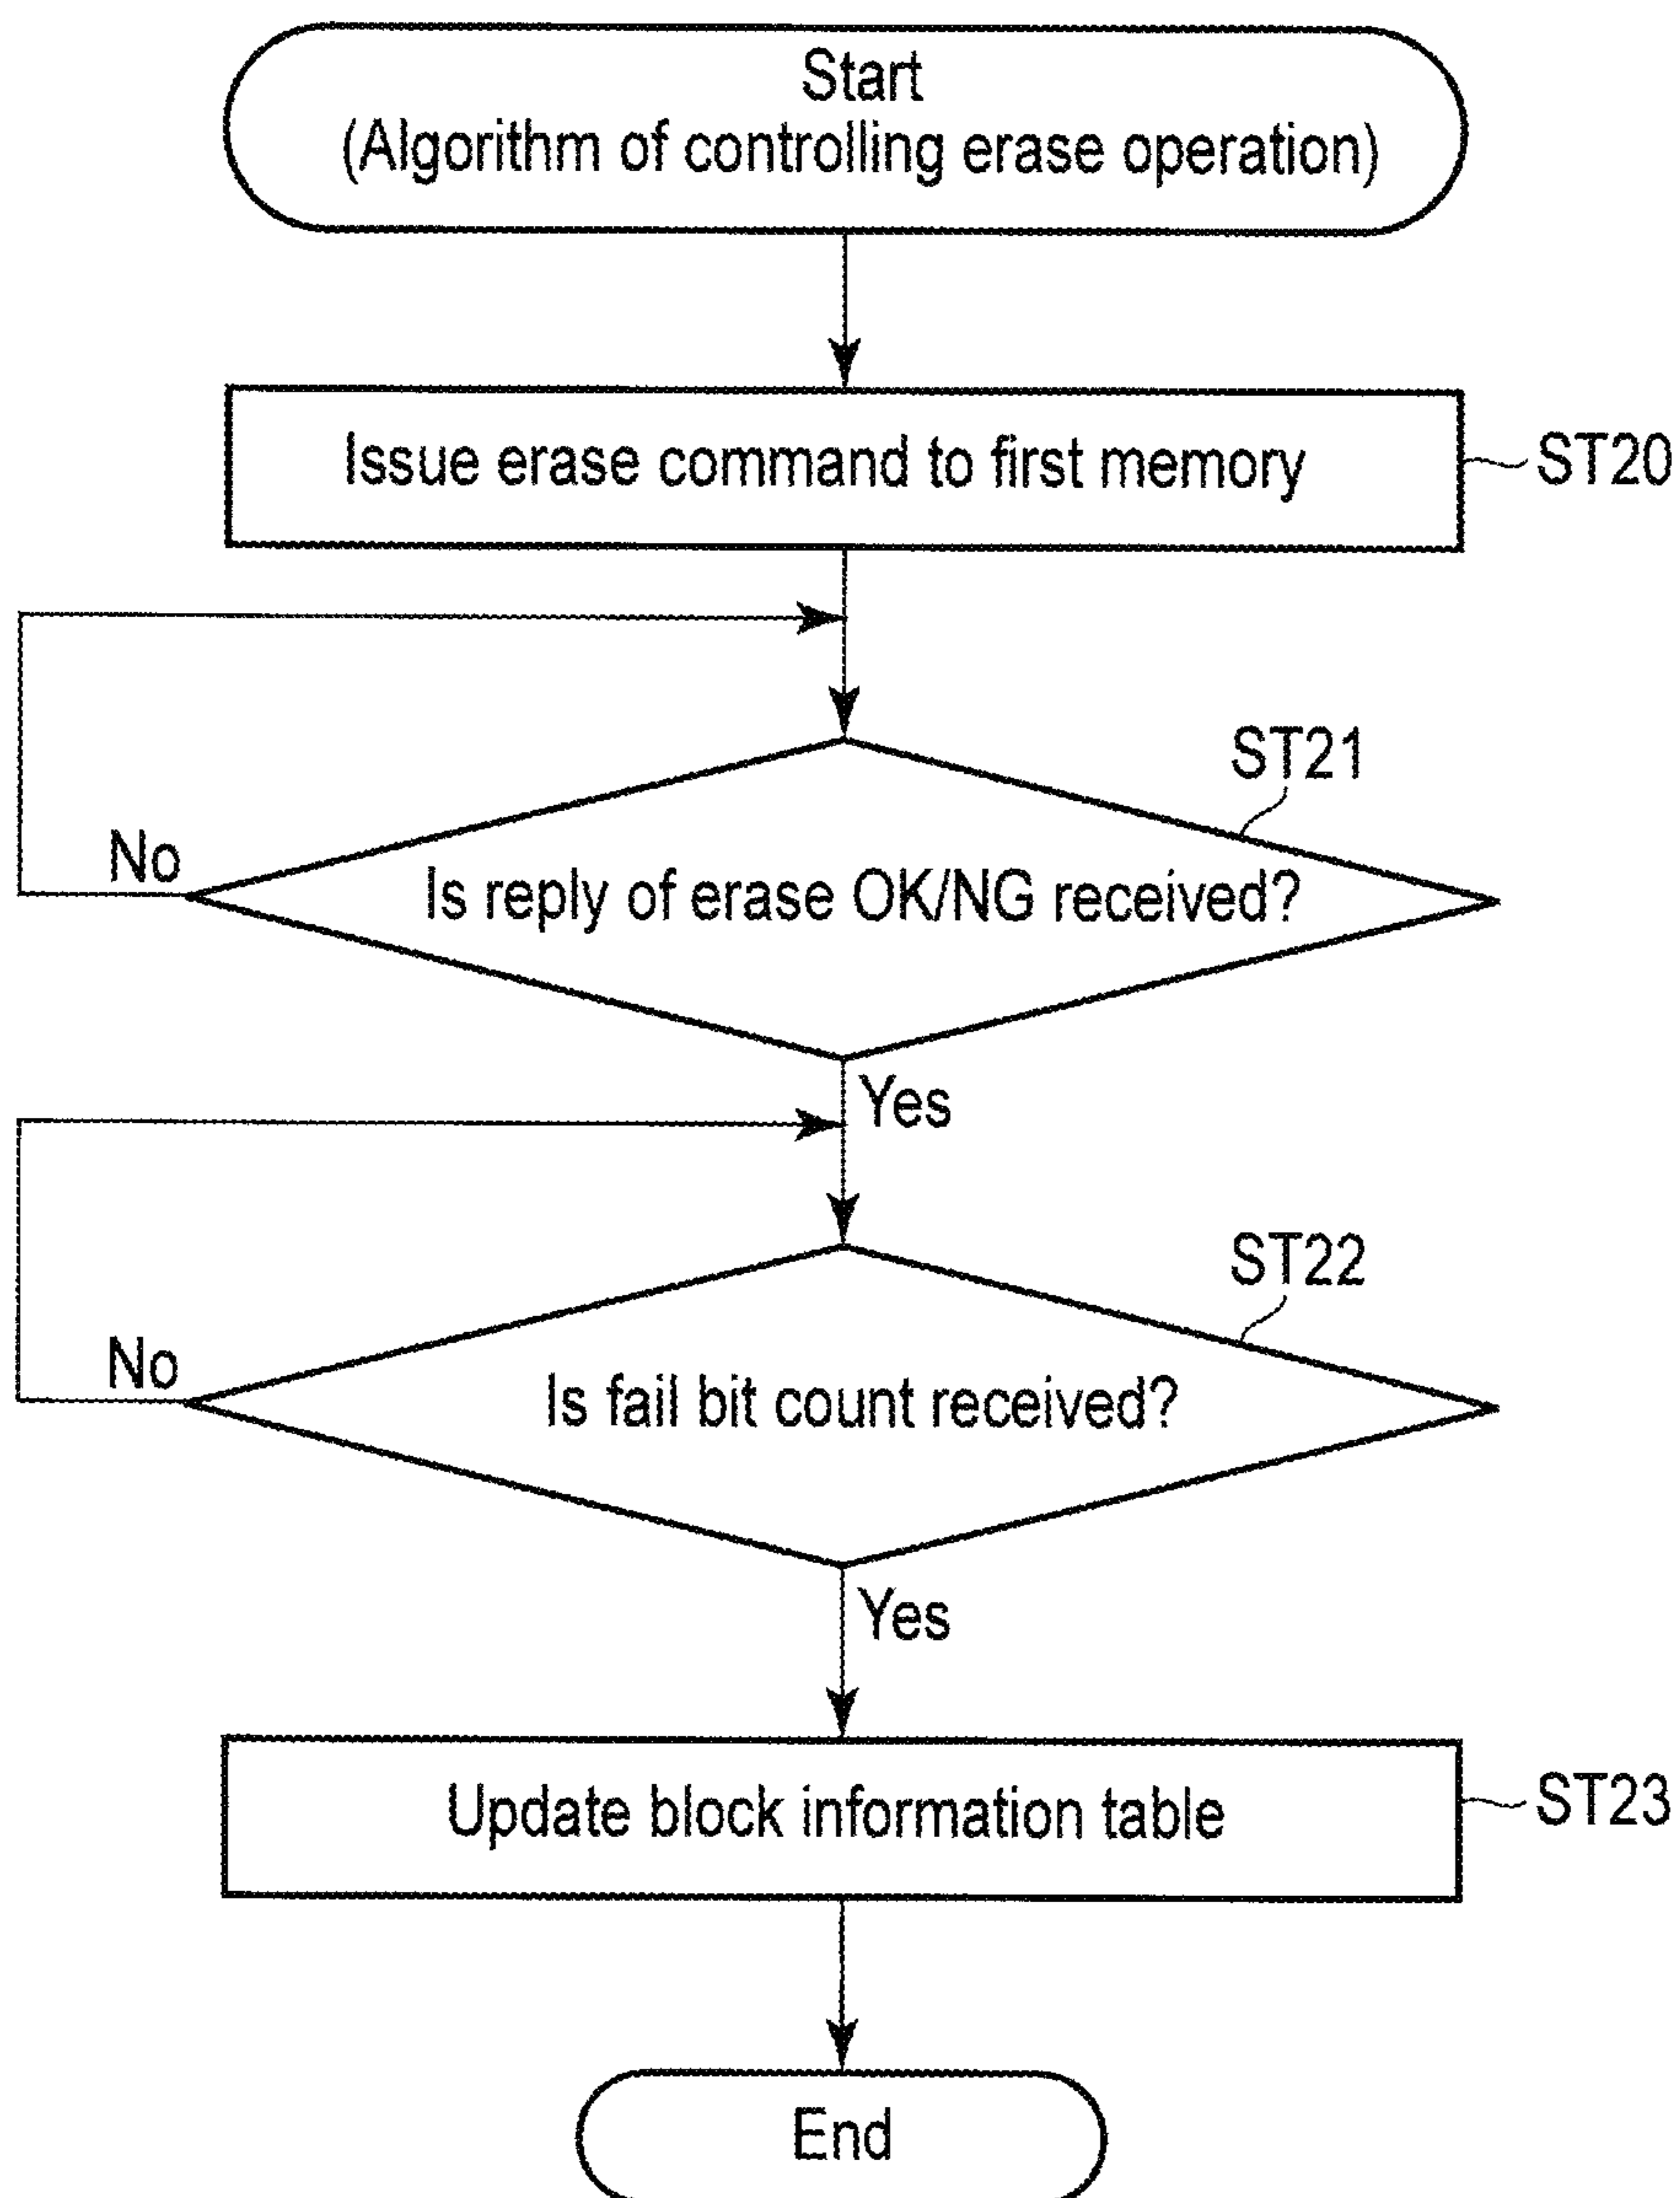 Start
(Algorithm of controlling erase operation)
Issue erase command to first memory
ST20
ST21
No
Is reply of erase OK/NG received?
Yes
ST22
No
Is fail bit count received?
Yes
Update block information table
ST23
End